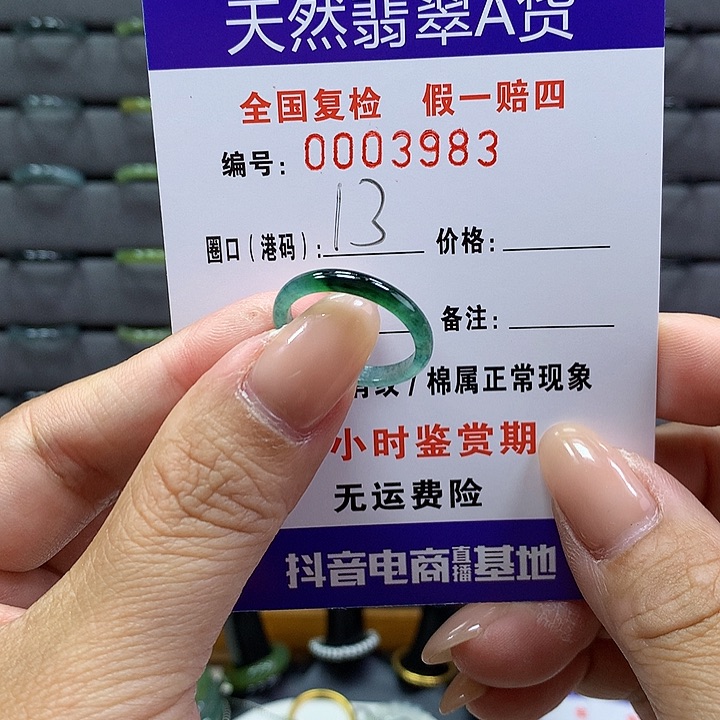 天然翡翠A货
全国复检 假一赔四
编号: 0003983
圈口(港码): 13 价格:
备注:
纹/棉属正常现象
小时鉴赏期
无运费险
抖音电商直播基地